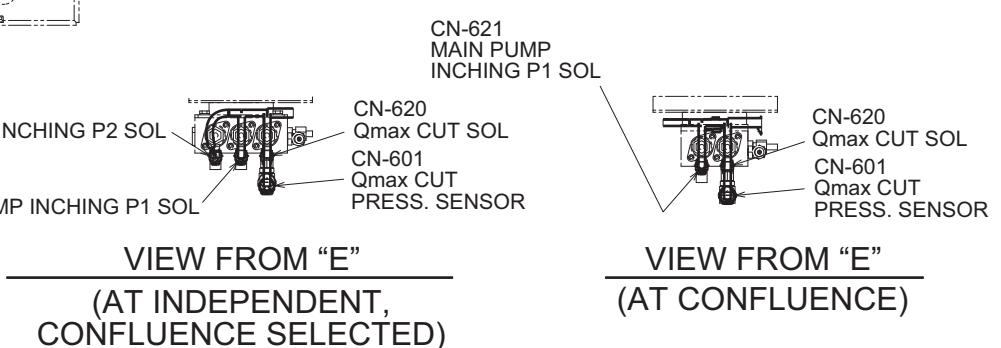 NCHING P2 SOL
MP INCHING P1 SOL
CN-620
Qmax CUT SOL
CN-601
Qmax CUT
PRESS. SENSOR
VIEW FROM “E”
(AT INDEPENDENT,
CONFLUENCE SELECTED)
CN-621
MAIN PUMP
INCHING P1 SOL
CN-620
Qmax CUT SOL
CN-601
Qmax CUT
PRESS. SENSOR
VIEW FROM “E”
(AT CONFLUENCE)